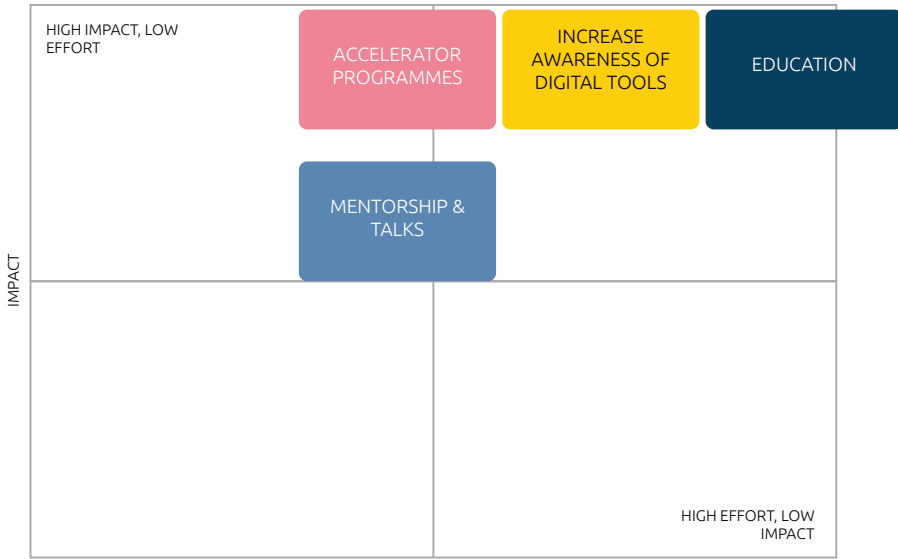 HIGH IMPACT, LOW
EFFORT
ACCELERATOR
PROGRAMMES
INCREASE
AWARENESS OF
DIGITAL TOOLS
EDUCATION
MENTORSHIP &
TALKS
IMPACT
HIGH EFFORT, LOW
IMPACT